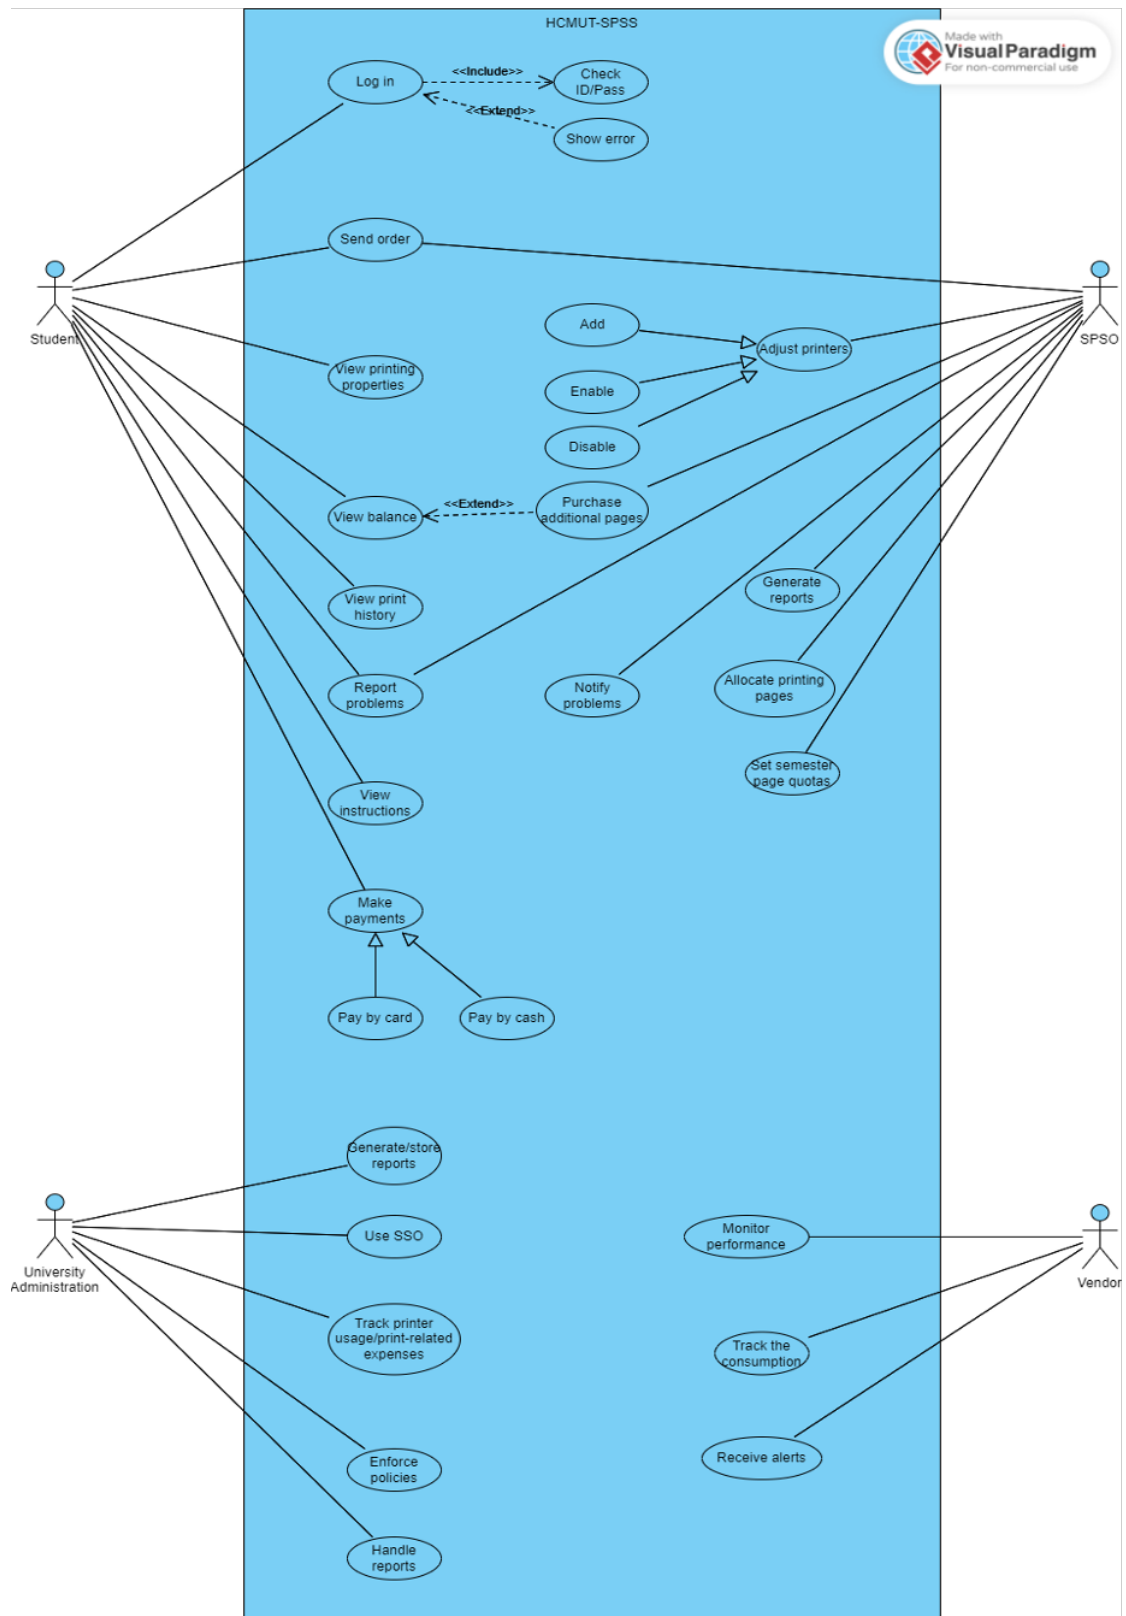 HCMUT-SPSS
Made with
VisualParadigm
For non-commercial use
Log in
<<Include>>
Check
ID/Pass
<<Extend>>
Show error
Send order
Student
SPSO
Add
Adjust printers
View printing
properties
Enable
Disable
View balance
<<Extend>>
Purchase
additional pages
Generate
reports
View print
history
Report
problems
Notify
problems
Allocate printing
pages
Set semester
page quotas
View
instructions
Make
payments
Pay by card
Pay by cash
Generate/store
reports
University
Administration
Use SSO
Monitor
performance
Vendor
Track printer
usage/print-related
expenses
Track the
consumption
Enforce
policies
Receive alerts
Handle
reports